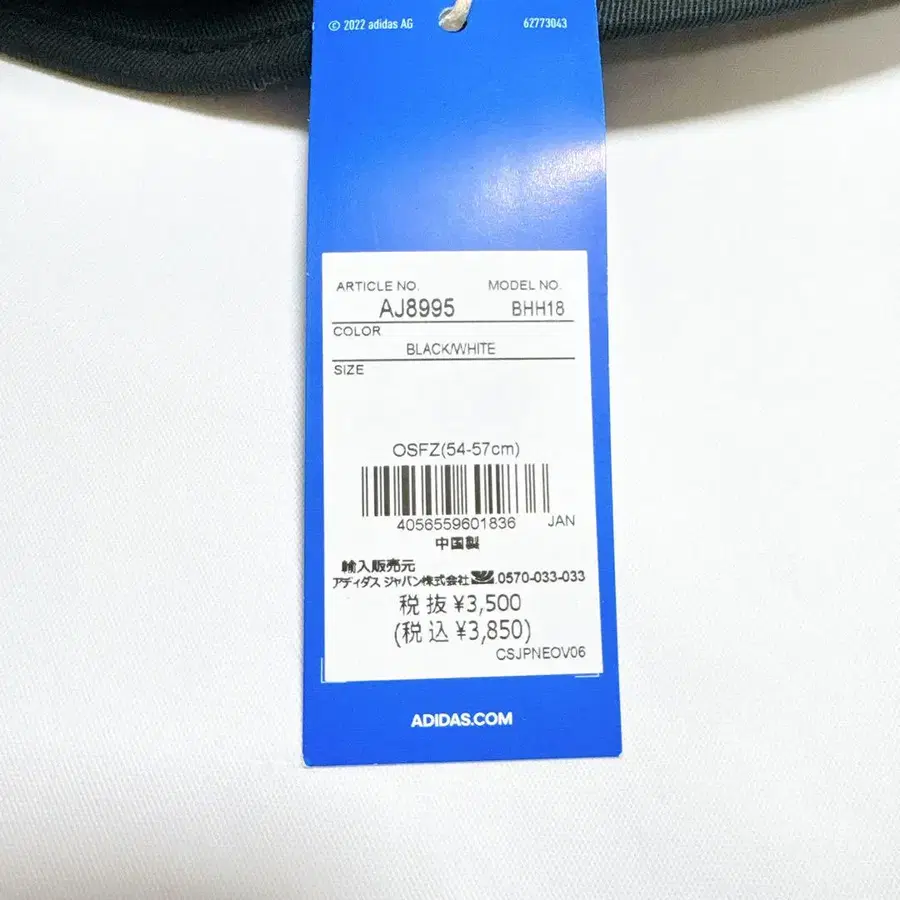 © 2022 adidas AG 62773043
ARTICLE NO. MODEL NO.
AJ8995 BHH18
COLOR
BLACK/WHITE
SIZE
OSFZ(54-57cm)
4056559601836 JAN
中国製
輸入販売元
アディダス ジャパン株式会社 0570-033-033
税抜 ¥3,500
(税込 ¥3,850)
CSJPNEOV06
ADIDAS.COM